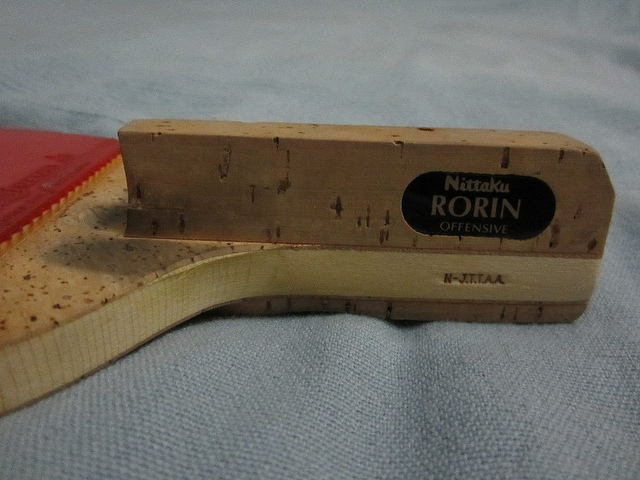 Nittaku
RORIN
OFFENSIVE
N-J.T.T.A.A.